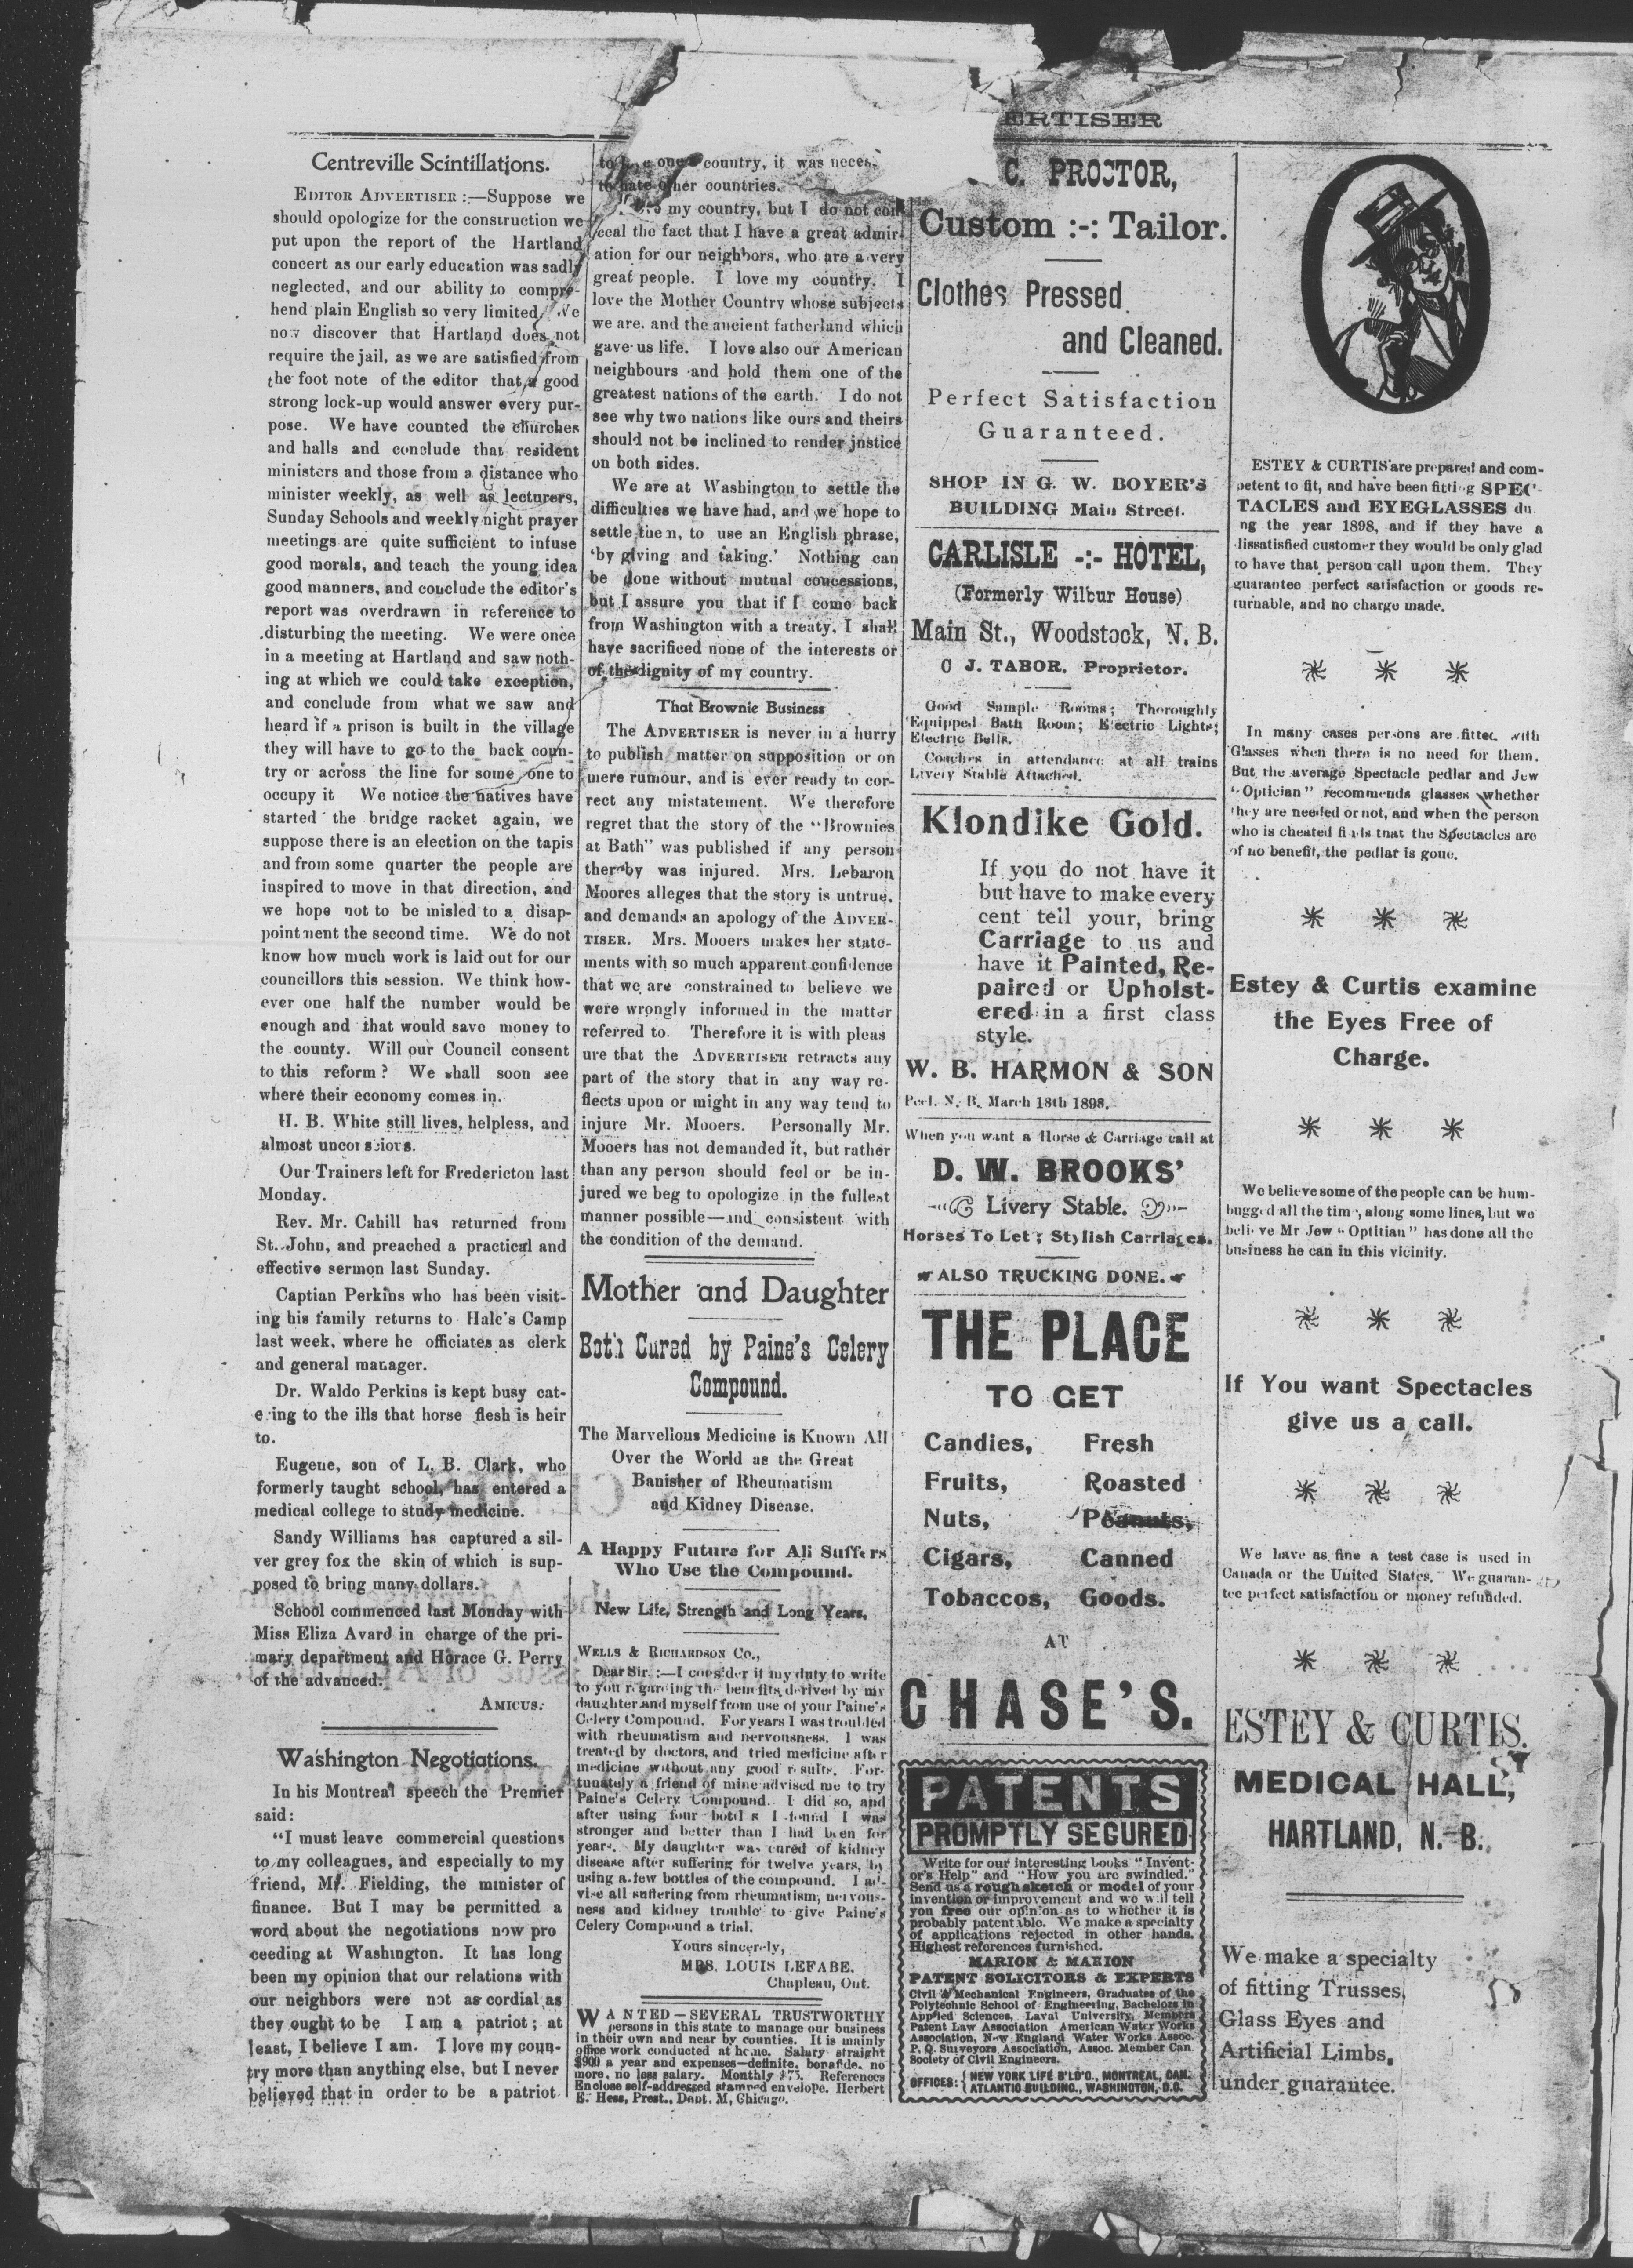 ERTISER
Centreville Scintillations.
EDITOR ADVERTISER :—Suppose we
should opologize for the construction we
put upon the report of the Hartland
concert as our early education was sadly
neglected, and our ability to compre-
hend plain English so very limited. We
now discover that Hartland does not
require the jail, as we are satisfied from
the foot note of the editor that a good
strong lock-up would answer every pur-
pose. We have counted the churches
and halls and conclude that resident
ministers and those from a distance who
minister weekly, as well as lecturers,
Sunday Schools and weekly night prayer
meetings are quite sufficient to infuse
good morals, and teach the young idea
good manners, and conclude the editor's
report was overdrawn in reference to
disturbing the meeting. We were once
in a meeting at Hartland and saw noth-
ing at which we could take exception,
and conclude from what we saw and
heard if a prison is built in the village
they will have to go to the back coun-
try or across the line for some one to
occupy it We notice the natives have
started the bridge racket again, we
suppose there is an election on the tapis
and from some quarter the people are
inspired to move in that direction, and
we hope not to be misled to a disap-
pointment the second time. We do not
know how much work is laid out for our
councillors this session. We think how-
ever one half the number would be
enough and that would save money to
the county. Will our Council consent
to this reform? We shall soon see
where their economy comes in.
H. B. White still lives, helpless, and
almost unconscious.
Our Trainers left for Fredericton last
Monday.
Rev. Mr. Cahill has returned from
St. John, and preached a practical and
effective sermon last Sunday.
Captian Perkins who has been visit-
ing his family returns to Hale's Camp
last week, where he officiates as clerk
and general manager.
Dr. Waldo Perkins is kept busy cat-
ering to the ills that horse flesh is heir
to.
Eugene, son of L. B. Clark, who
formerly taught school, has entered a
medical college to study medicine.
Sandy Williams has captured a sil-
ver grey fox the skin of which is sup-
posed to bring many dollars.
School commenced last Monday with
Miss Eliza Avard in charge of the pri-
mary department and Horace G. Perry
of the advanced.
AMICUS.
Washington Negotiations.
In his Montreal speech the Premier
said:
"I must leave commercial questions
to my colleagues, and especially to my
friend, Mr. Fielding, the minister of
finance. But I may be permitted a
word about the negotiations now pro
ceeding at Washington. It has long
been my opinion that our relations with
our neighbors were not as cordial as
they ought to be I am a patriot; at
least, I believe I am. I love my coun-
try more than anything else, but I never
believed that in order to be a patriot
to one country, it was neces-
to hate other countries.
my country, but I do not con-
ceal the fact that I have a great admir-
ation for our neighbors, who are a very
great people. I love my country. I
love the Mother Country whose subjects
we are, and the ancient fatherland which
gave us life. I love also our American
neighbours and hold them one of the
greatest nations of the earth. I do not
see why two nations like ours and theirs
should not be inclined to render justice
on both sides.
We are at Washington to settle the
difficulties we have had, and we hope to
settle them, to use an English phrase,
'by giving and taking.' Nothing can
be done without mutual concessions,
but I assure you that if I come back
from Washington with a treaty, I shall
have sacrificed none of the interests or
of the dignity of my country.
That Brownie Business
The ADVERTISER is never in a hurry
to publish matter on supposition or on
mere rumour, and is ever ready to cor-
rect any mistatement. We therefore
regret that the story of the "Brownies
at Bath" was published if any person
thereby was injured. Mrs. Lebaron
Moores alleges that the story is untrue,
and demands an apology of the ADVER-
TISER. Mrs. Mooers makes her state-
ments with so much apparent confidence
that we are constrained to believe we
were wrongly informed in the matter
referred to. Therefore it is with pleas
ure that the ADVERTISER retracts any
part of the story that in any way re-
flects upon or might in any way tend to
injure Mr. Mooers. Personally Mr.
Mooers has not demanded it, but rather
than any person should feel or be in-
jured we beg to opologize in the fullest
manner possible—and consistent with
the condition of the demand.
Mother and Daughter
Both Cured by Paine's Celery
Compound.
The Marvellous Medicine is Known All
Over the World as the Great
Banisher of Rheumatism
and Kidney Disease.
A Happy Future for All Suffers
Who Use the Compound.
New Life, Strength and Long Years.
WELLS & RICHARDSON CO.,
Dear Sir.:—I consider it my duty to write
to you regarding the benefits derived by my
daughter and myself from use of your Paine's
Celery Compound. For years I was troubled
with rheumatism and nervousness. I was
treated by doctors, and tried medicine after
medicine without any good results. For-
tunately a friend of mine advised me to try
Paine's Celery Compound. I did so, and
after using four bottles I found I was
stronger and better than I had been for
years. My daughter was cured of kidney
disease after suffering for twelve years, by
using a few bottles of the compound. I ad-
vise all suffering from rheumatism, nervous-
ness and kidney trouble to give Paine's
Celery Compound a trial.
Yours sincerely,
MRS. LOUIS LEFABE,
Chapleau, Ont.
WANTED—SEVERAL TRUSTWORTHY
persons in this state to manage our business
in their own and near by counties. It is mainly
office work conducted at home. Salary straight
$900 a year and expenses—definite, bonafide, no
more, no less salary. Monthly $75. References
Enclose self-addressed stamped envelope. Herbert
E. Hess, Prest., Dept. M, Chicago.
C. PROCTOR,
Custom :-: Tailor.
Clothes Pressed
and Cleaned.
Perfect Satisfaction
Guaranteed.
SHOP IN G. W. BOYER'S
BUILDING Main Street.
CARLISLE -:- HOTEL,
(Formerly Wilbur House)
Main St., Woodstock, N. B.
C J. TABOR. Proprietor.
Good Sample Rooms; Thoroughly
Equipped Bath Room; Electric Lights;
Electric Bells.
Coaches in attendance at all trains
Livery Stable Attached.
Klondike Gold.
If you do not have it
but have to make every
cent tell your, bring
Carriage to us and
have it Painted, Re-
paired or Upholst-
ered in a first class
style.
W. B. HARMON & SON
Peel. N. B. March 18th 1898.
When you want a Horse & Carriage call at
D. W. BROOKS'
Livery Stable.
Horses To Let; Stylish Carriages.
ALSO TRUCKING DONE.
THE PLACE
TO GET
Candies, Fresh
Fruits, Roasted
Nuts, Peanuts,
Cigars, Canned
Tobaccos, Goods.
AT
CHASE'S.
PATENTS
PROMPTLY SECURED
Write for our interesting books "Invent-
or's Help" and "How you are swindled."
Send us a rough sketch or model of your
invention or improvement and we will tell
you free our opinion as to whether it is
probably patentable. We make a specialty
of applications rejected in other hands.
Highest references furnished.
MARION & MARION
PATENT SOLICITORS & EXPERTS
Civil & Mechanical Engineers, Graduates of the
Polytechnic School of Engineering, Bachelors in
Applied Sciences, Laval University, Members
Patent Law Association American Water Works
Association, New England Water Works Assoc.
P. Q. Surveyors Association, Assoc. Member Can.
Society of Civil Engineers.
OFFICES: { NEW YORK LIFE B'LD'G., MONTREAL, CAN.
ATLANTIC BUILDING., WASHINGTON, D.C.
ESTEY & CURTIS are prepared and com-
petent to fit, and have been fitting SPEC-
TACLES and EYEGLASSES du
ng the year 1898, and if they have a
dissatisfied customer they would be only glad
to have that person call upon them. They
guarantee perfect satisfaction or goods re-
turnable, and no charge made.
In many cases persons are fitted with
Glasses when there is no need for them.
But the average Spectacle pedlar and Jew
"Optician" recommends glasses whether
they are needed or not, and when the person
who is cheated finds that the Spectacles are
of no benefit, the pedlar is gone.
Estey & Curtis examine
the Eyes Free of
Charge.
We believe some of the people can be hum-
bugged all the time, along some lines, but we
believe Mr Jew "Optitian" has done all the
business he can in this vicinity.
If You want Spectacles
give us a call.
We have as fine a test case is used in
Canada or the United States. We guaran-
tee perfect satisfaction or money refunded.
ESTEY & CURTIS.
MEDICAL HALL,
HARTLAND, N. B.
We make a specialty
of fitting Trusses,
Glass Eyes and
Artificial Limbs,
under guarantee.